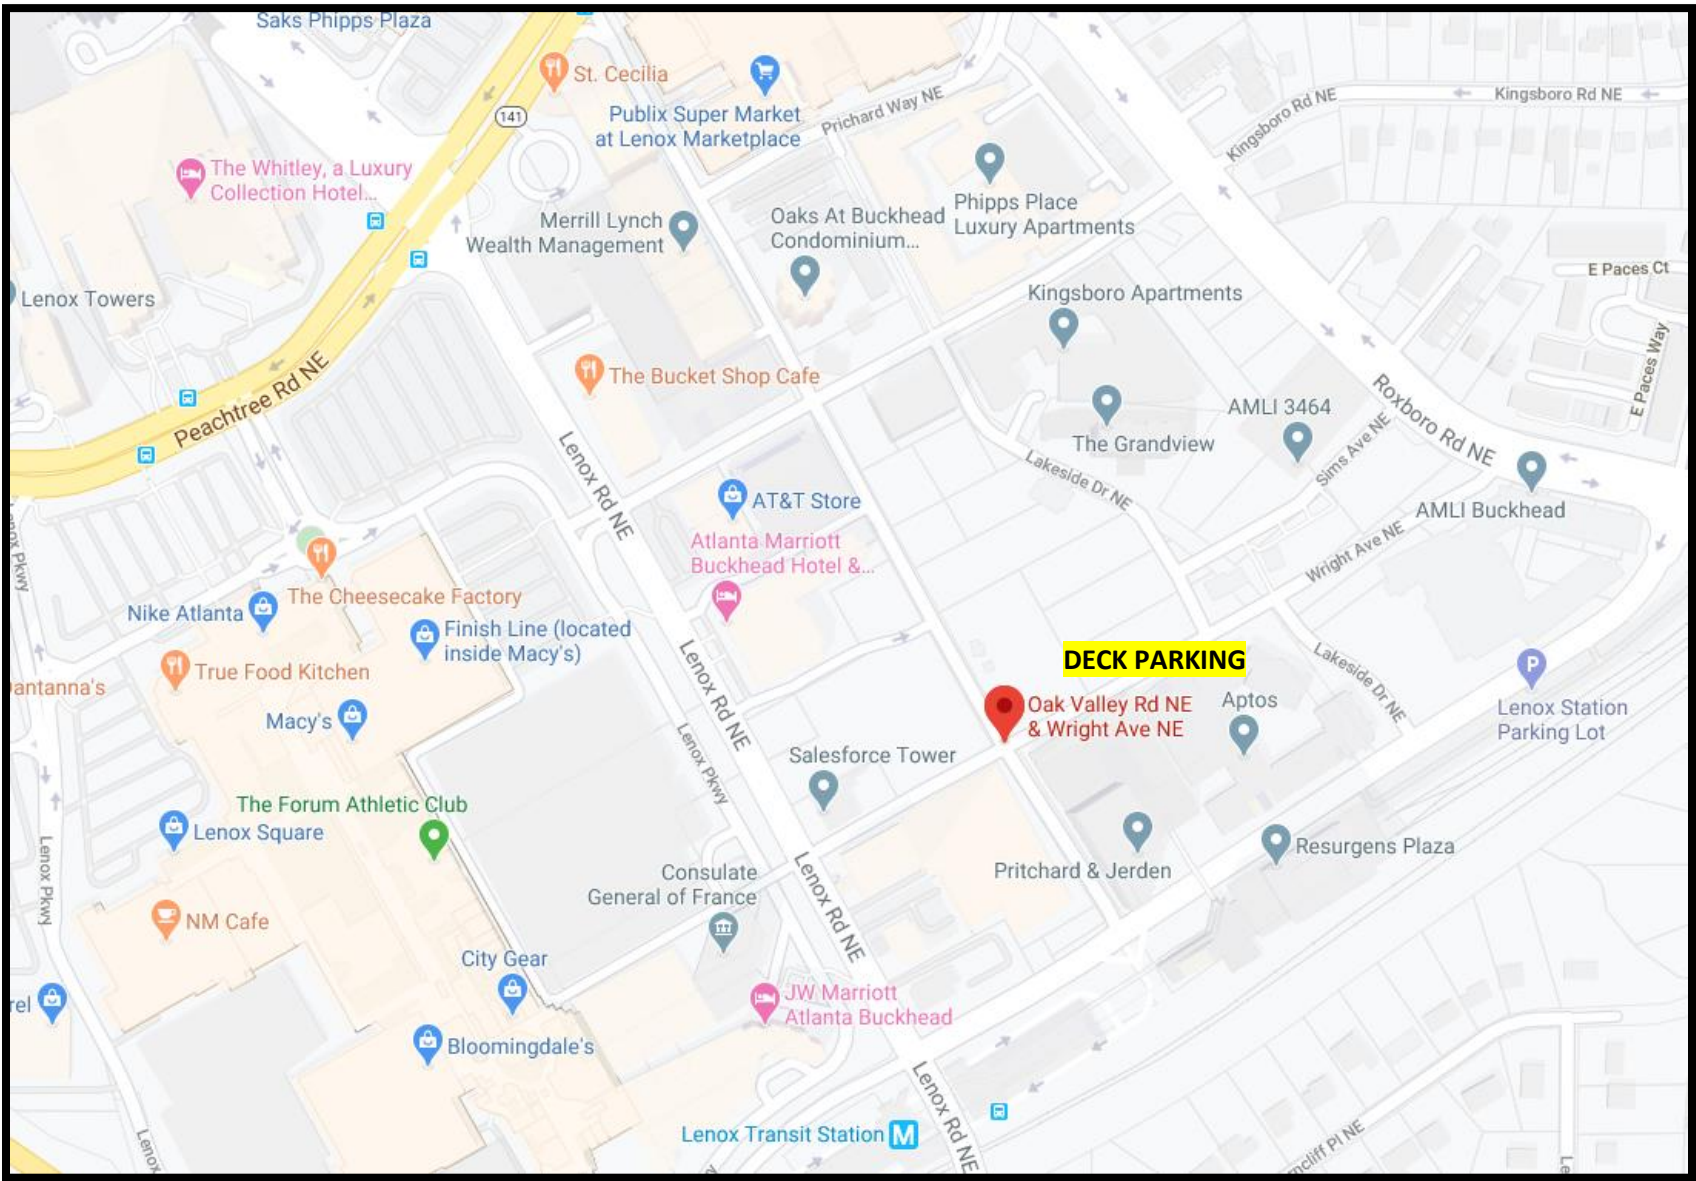 Saks Phipps Plaza
St. Cecilia
141
Publix Super Market
at Lenox Marketplace
Prichard Way NE
Kingsboro Rd NE
Kingsboro Rd NE
The Whitley, a Luxury
Collection Hotel...
Merrill Lynch
Wealth Management
Oaks At Buckhead
Condominium...
Phipps Place
Luxury Apartments
E Paces Ct
Lenox Towers
Kingsboro Apartments
E Paces Way
Peachtree Rd NE
The Bucket Shop Cafe
Roxboro Rd NE
AMLI 3464
The Grandview
Sims Ave NE
Lenox Rd NE
Lakeside Dr NE
AT&T Store
AMLI Buckhead
Wright Ave NE
Atlanta Marriott
Buckhead Hotel &...
nox Pkwy
The Cheesecake Factory
Nike Atlanta
Finish Line (located
inside Macy's)
True Food Kitchen
antanna's
Lenox Rd NE
DECK PARKING
Lakeside Dr NE
P
Lenox Station
Parking Lot
Oak Valley Rd NE
& Wright Ave NE
Aptos
Macy's
Lenox Pkwy
Salesforce Tower
The Forum Athletic Club
Lenox Square
Lenox Pkwy
Resurgens Plaza
Pritchard & Jerden
Consulate
General of France
Lenox Rd NE
NM Cafe
City Gear
rel
JW Marriott
Atlanta Buckhead
Bloomingdale's
Lenox Rd NE
Lenox Transit Station M
Lenox
ncliff Pl NE
Le